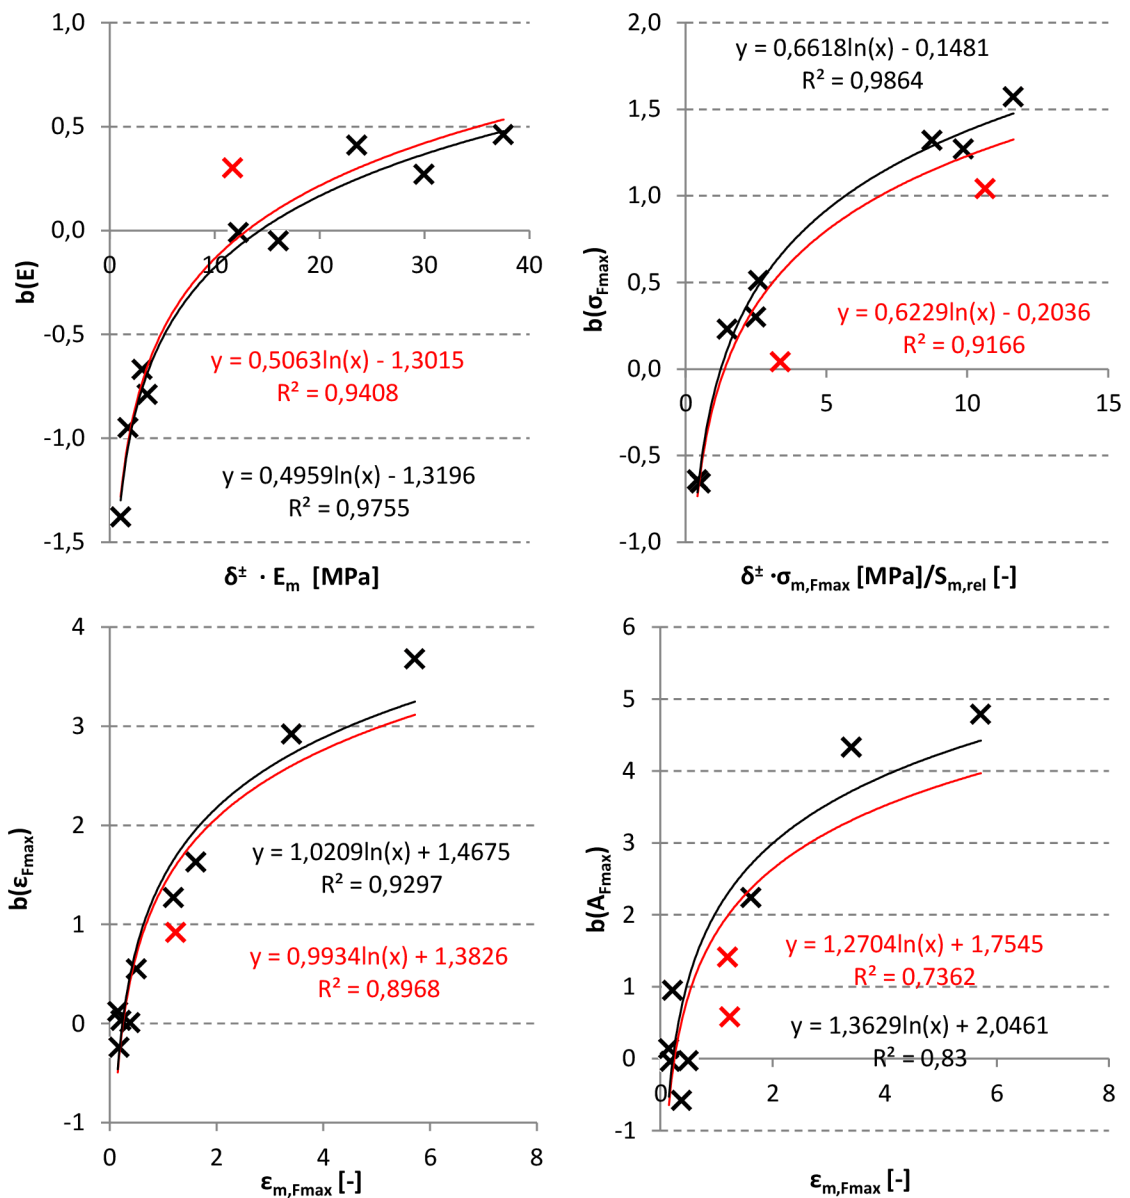 1,0
0,5
0,0
-0,5
-1,0
-1,5
0
10
20
30
40
b(E)
y = 0,5063ln(x) - 1,3015
R² = 0,9408
y = 0,4959ln(x) - 1,3196
R² = 0,9755
δ± · Em [MPa]
2,0
1,5
1,0
0,5
0,0
-0,5
-1,0
0
5
10
15
b(σFmax)
y = 0,6618ln(x) - 0,1481
R² = 0,9864
y = 0,6229ln(x) - 0,2036
R² = 0,9166
δ± ·σm,Fmax [MPa]/Sm,rel [-]
4
3
2
1
0
-1
0
2
4
6
8
b(εFmax)
y = 1,0209ln(x) + 1,4675
R² = 0,9297
y = 0,9934ln(x) + 1,3826
R² = 0,8968
εm,Fmax [-]
6
5
4
3
2
1
0
-1
0
2
4
6
8
b(AFmax)
y = 1,2704ln(x) + 1,7545
R² = 0,7362
y = 1,3629ln(x) + 2,0461
R² = 0,83
εm,Fmax [-]